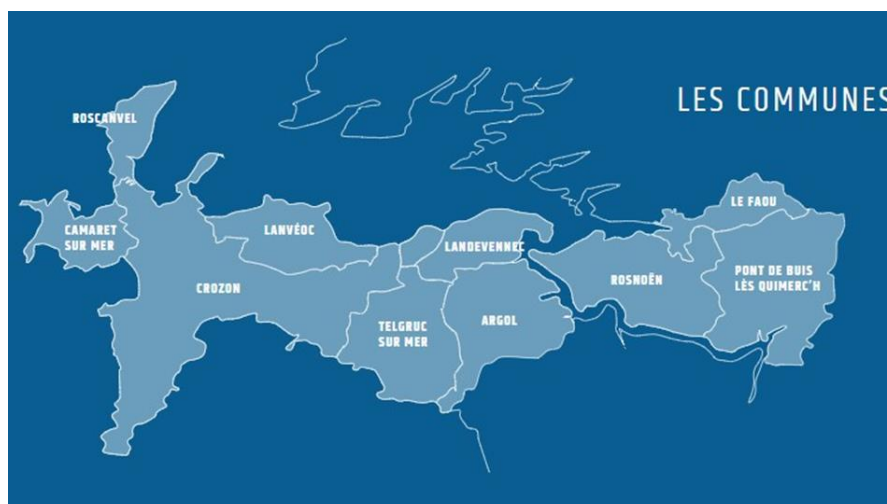 LES COMMUNES
ROSCANVEL
LE FAOU
CAMARET
SUR MER
LANVÉOC
LANDEVENNEC
PONT DE BUIS
LÈS QUIMERC'H
ROSNOËN
CROZON
TELGRUC
SUR MER
ARGOL